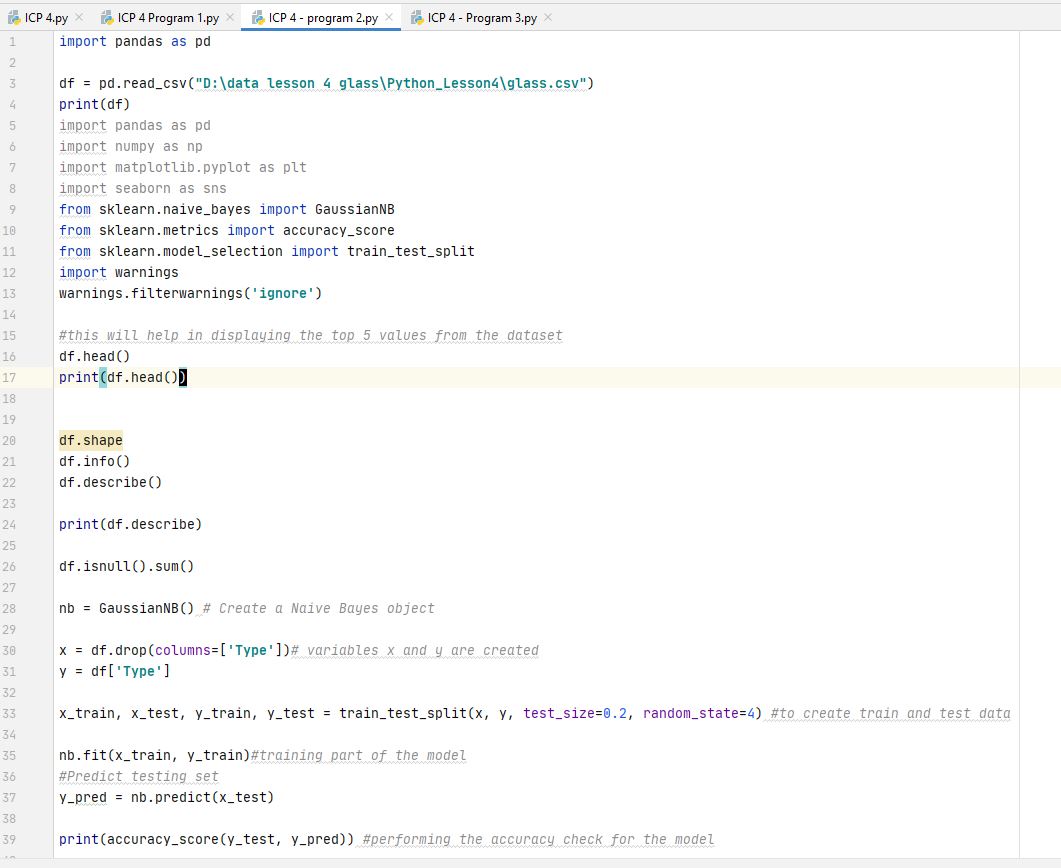 ICP 4.py ICP 4 Program 1.py ICP 4 - program 2.py ICP 4 - Program 3.py
1 import pandas as pd
2
3 df = pd.read_csv("D:\data lesson 4 glass\Python_Lesson4\glass.csv")
4 print(df)
5 import pandas as pd
6 import numpy as np
7 import matplotlib.pyplot as plt
8 import seaborn as sns
9 from sklearn.naive_bayes import GaussianNB
10 from sklearn.metrics import accuracy_score
11 from sklearn.model_selection import train_test_split
12 import warnings
13 warnings.filterwarnings('ignore')
14
15 #this will help in displaying the top 5 values from the dataset
16 df.head()
17 print(df.head())
18
19
20 df.shape
21 df.info()
22 df.describe()
23
24 print(df.describe)
25
26 df.isnull().sum()
27
28 nb = GaussianNB() # Create a Naive Bayes object
29
30 x = df.drop(columns=['Type'])# variables x and y are created
31 y = df['Type']
32
33 x_train, x_test, y_train, y_test = train_test_split(x, y, test_size=0.2, random_state=4) #to create train and test data
34
35 nb.fit(x_train, y_train)#training part of the model
36 #Predict testing set
37 y_pred = nb.predict(x_test)
38
39 print(accuracy_score(y_test, y_pred)) #performing the accuracy check for the model